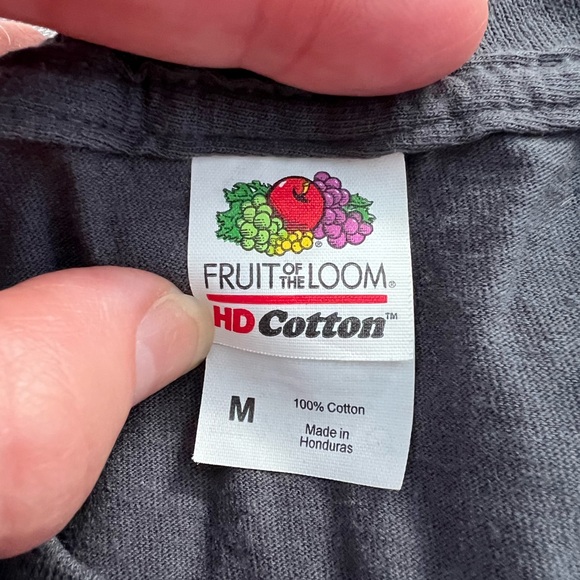 FRUIT OF THE LOOM®
HD Cotton™
M
100% Cotton
Made in
Honduras